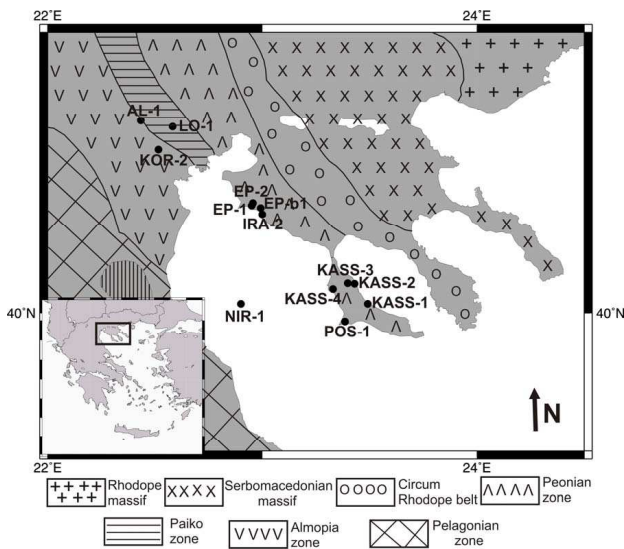 22˚E
24˚E
AL-1
LO-1
KOR-2
EP-2
EP-1
EP-b1
IRA-2
KASS-3
KASS-2
KASS-4
KASS-1
40˚N
NIR-1
40˚N
POS-1
N
22˚E
24˚E
Rhodope
massif
Serbomacedonian
massif
Circum
Rhodope belt
Peonian
zone
Paiko
zone
Almopia
zone
Pelagonian
zone